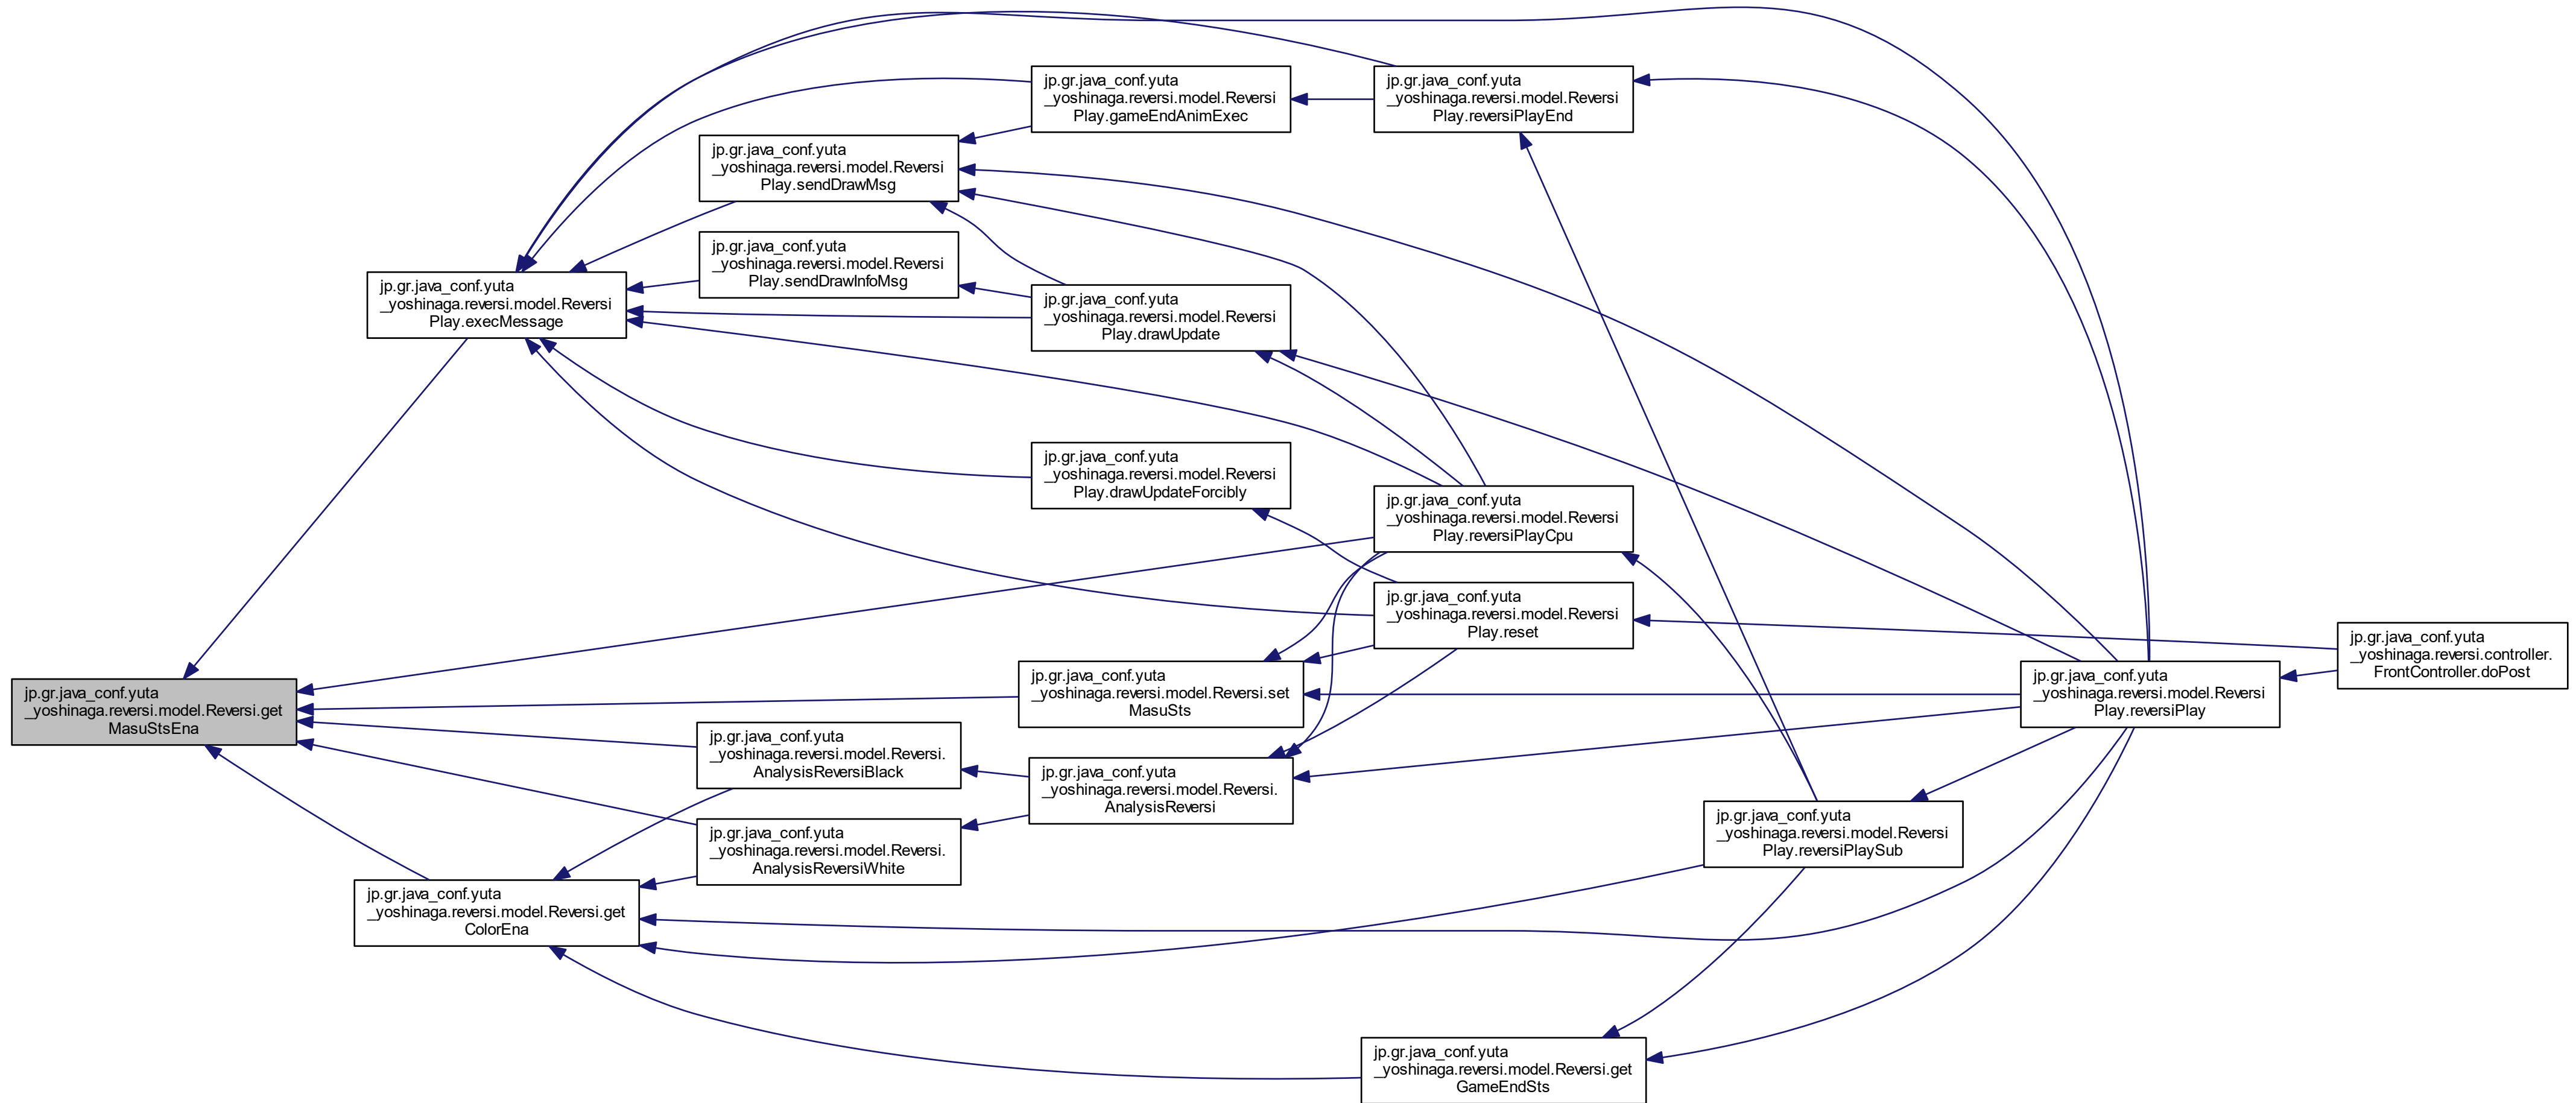 jp.gr.java_conf.yuta
_yoshinaga.reversi.model.Reversi.get
MasuStsEna
jp.gr.java_conf.yuta
_yoshinaga.reversi.model.Reversi
Play.execMessage
jp.gr.java_conf.yuta
_yoshinaga.reversi.model.Reversi.get
ColorEna
jp.gr.java_conf.yuta
_yoshinaga.reversi.model.Reversi
Play.sendDrawMsg
jp.gr.java_conf.yuta
_yoshinaga.reversi.model.Reversi
Play.sendDrawInfoMsg
jp.gr.java_conf.yuta
_yoshinaga.reversi.model.Reversi.
AnalysisReversiBlack
jp.gr.java_conf.yuta
_yoshinaga.reversi.model.Reversi.
AnalysisReversiWhite
jp.gr.java_conf.yuta
_yoshinaga.reversi.model.Reversi
Play.gameEndAnimExec
jp.gr.java_conf.yuta
_yoshinaga.reversi.model.Reversi
Play.drawUpdate
jp.gr.java_conf.yuta
_yoshinaga.reversi.model.Reversi
Play.drawUpdateForcibly
jp.gr.java_conf.yuta
_yoshinaga.reversi.model.Reversi.set
MasuSts
jp.gr.java_conf.yuta
_yoshinaga.reversi.model.Reversi.
AnalysisReversi
jp.gr.java_conf.yuta
_yoshinaga.reversi.model.Reversi
Play.reversiPlayEnd
jp.gr.java_conf.yuta
_yoshinaga.reversi.model.Reversi
Play.reversiPlayCpu
jp.gr.java_conf.yuta
_yoshinaga.reversi.model.Reversi
Play.reset
jp.gr.java_conf.yuta
_yoshinaga.reversi.model.Reversi.get
GameEndSts
jp.gr.java_conf.yuta
_yoshinaga.reversi.model.Reversi
Play.reversiPlaySub
jp.gr.java_conf.yuta
_yoshinaga.reversi.model.Reversi
Play.reversiPlay
jp.gr.java_conf.yuta
_yoshinaga.reversi.controller.
FrontController.doPost